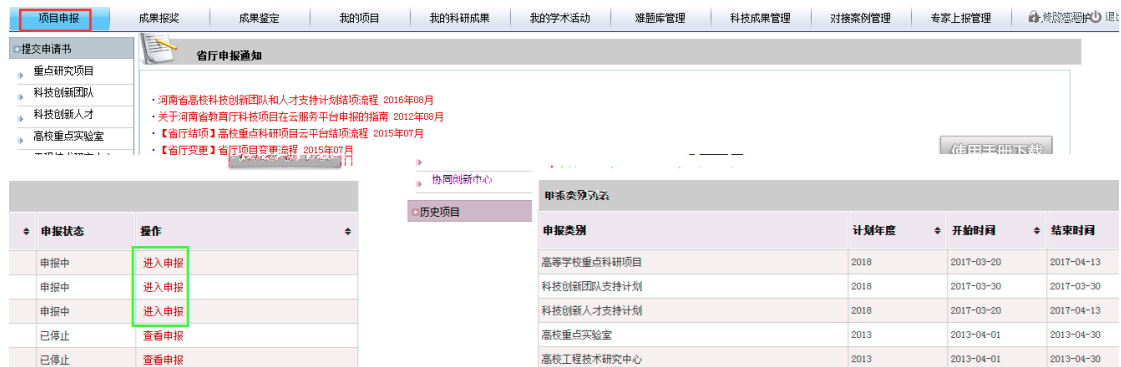 项目申报 成果报奖 成果鉴定 我的项目 我的科研成果 我的学术活动 难题库管理 科技成果管理 对接案例管理 专家上报管理
提交申请书
省厅申报通知
重点研究项目
科技创新团队
科技创新人才
高校重点实验室
·河南省高校科技创新团队和人才支持计划结项流程 2016年08月
·关于河南省教育厅科技项目在云服务平台申报的指南 2012年08月
·【省厅结项】高校重点科研项目云平台结项流程 2015年07月
·【省厅变更】省厅项目变更流程 2015年07月
使用手册下载
协同创新中心
历史项目
申报类别列表
申报状态 操作
申报类别 计划年度 开始时间 结束时间
申报中 进入申报
高等学校重点科研项目 2018 2017-03-20 2017-04-13
申报中 进入申报
科技创新团队支持计划 2018 2017-03-30 2017-03-30
申报中 进入申报
科技创新人才支持计划 2018 2017-03-20 2017-04-13
已停止 查看申报
高校重点实验室 2013 2013-04-01 2013-04-30
已停止 查看申报
高校工程技术研究中心 2013 2013-04-01 2013-04-30